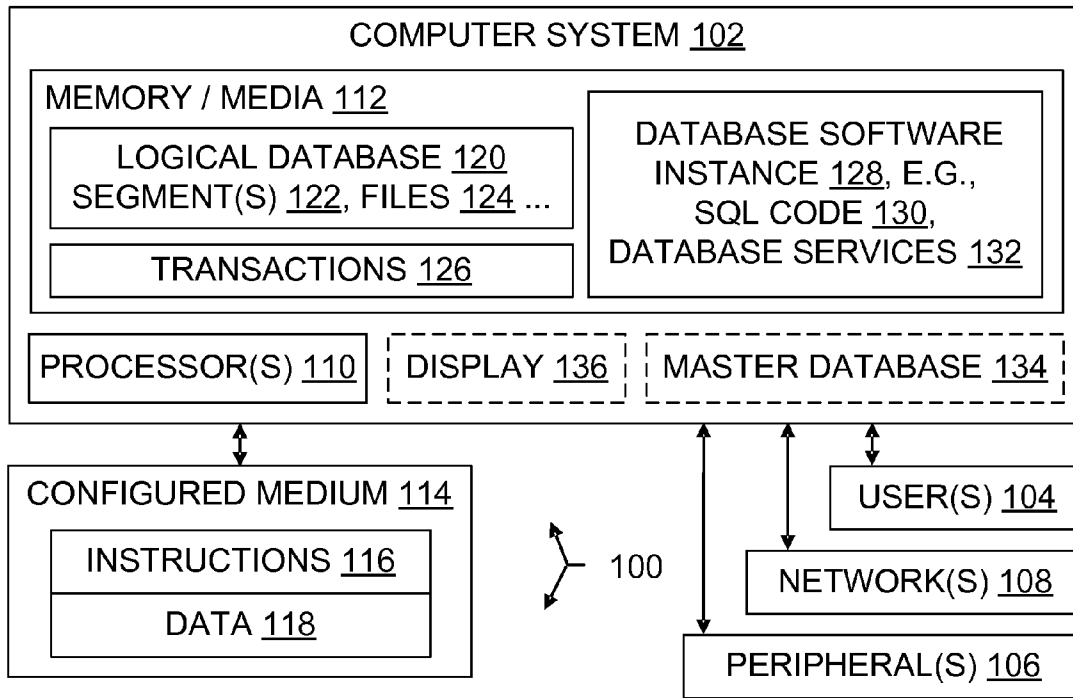 COMPUTER SYSTEM 102
MEMORY / MEDIA 112
LOGICAL DATABASE 120
SEGMENT(S) 122, FILES 124 ...
TRANSACTIONS 126
DATABASE SOFTWARE
INSTANCE 128, E.G.,
SQL CODE 130,
DATABASE SERVICES 132
PROCESSOR(S) 110
DISPLAY 136
MASTER DATABASE 134
CONFIGURED MEDIUM 114
INSTRUCTIONS 116
DATA 118
100
USER(S) 104
NETWORK(S) 108
PERIPHERAL(S) 106